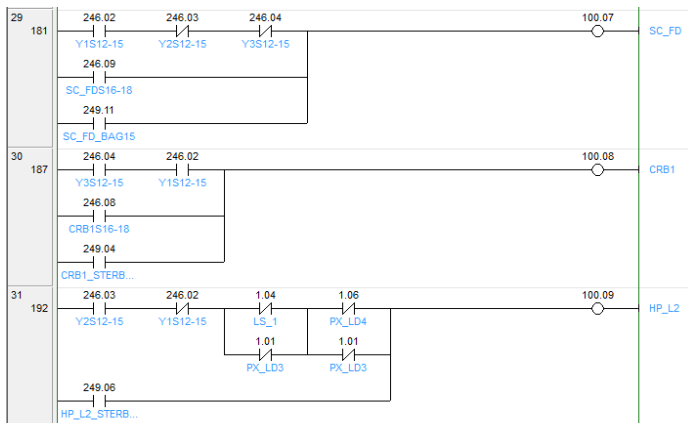 29 246.02 246.03 246.04 100.07
181 SC_FD
Y1S12-15 Y2S12-15 Y3S12-15
246.09
SC_FDS16-18
249.11
SC_FD_BAG15
30 246.04 246.02 100.08
187 CRB1
Y3S12-15 Y1S12-15
246.08
CRB1S16-18
249.04
CRB1_STERB...
31 246.03 246.02 1.04 1.06 100.09
192 HP_L2
Y2S12-15 Y1S12-15 LS_1 PX_LD4
1.01 1.01
PX_LD3 PX_LD3
249.06
HP_L2_STERB...